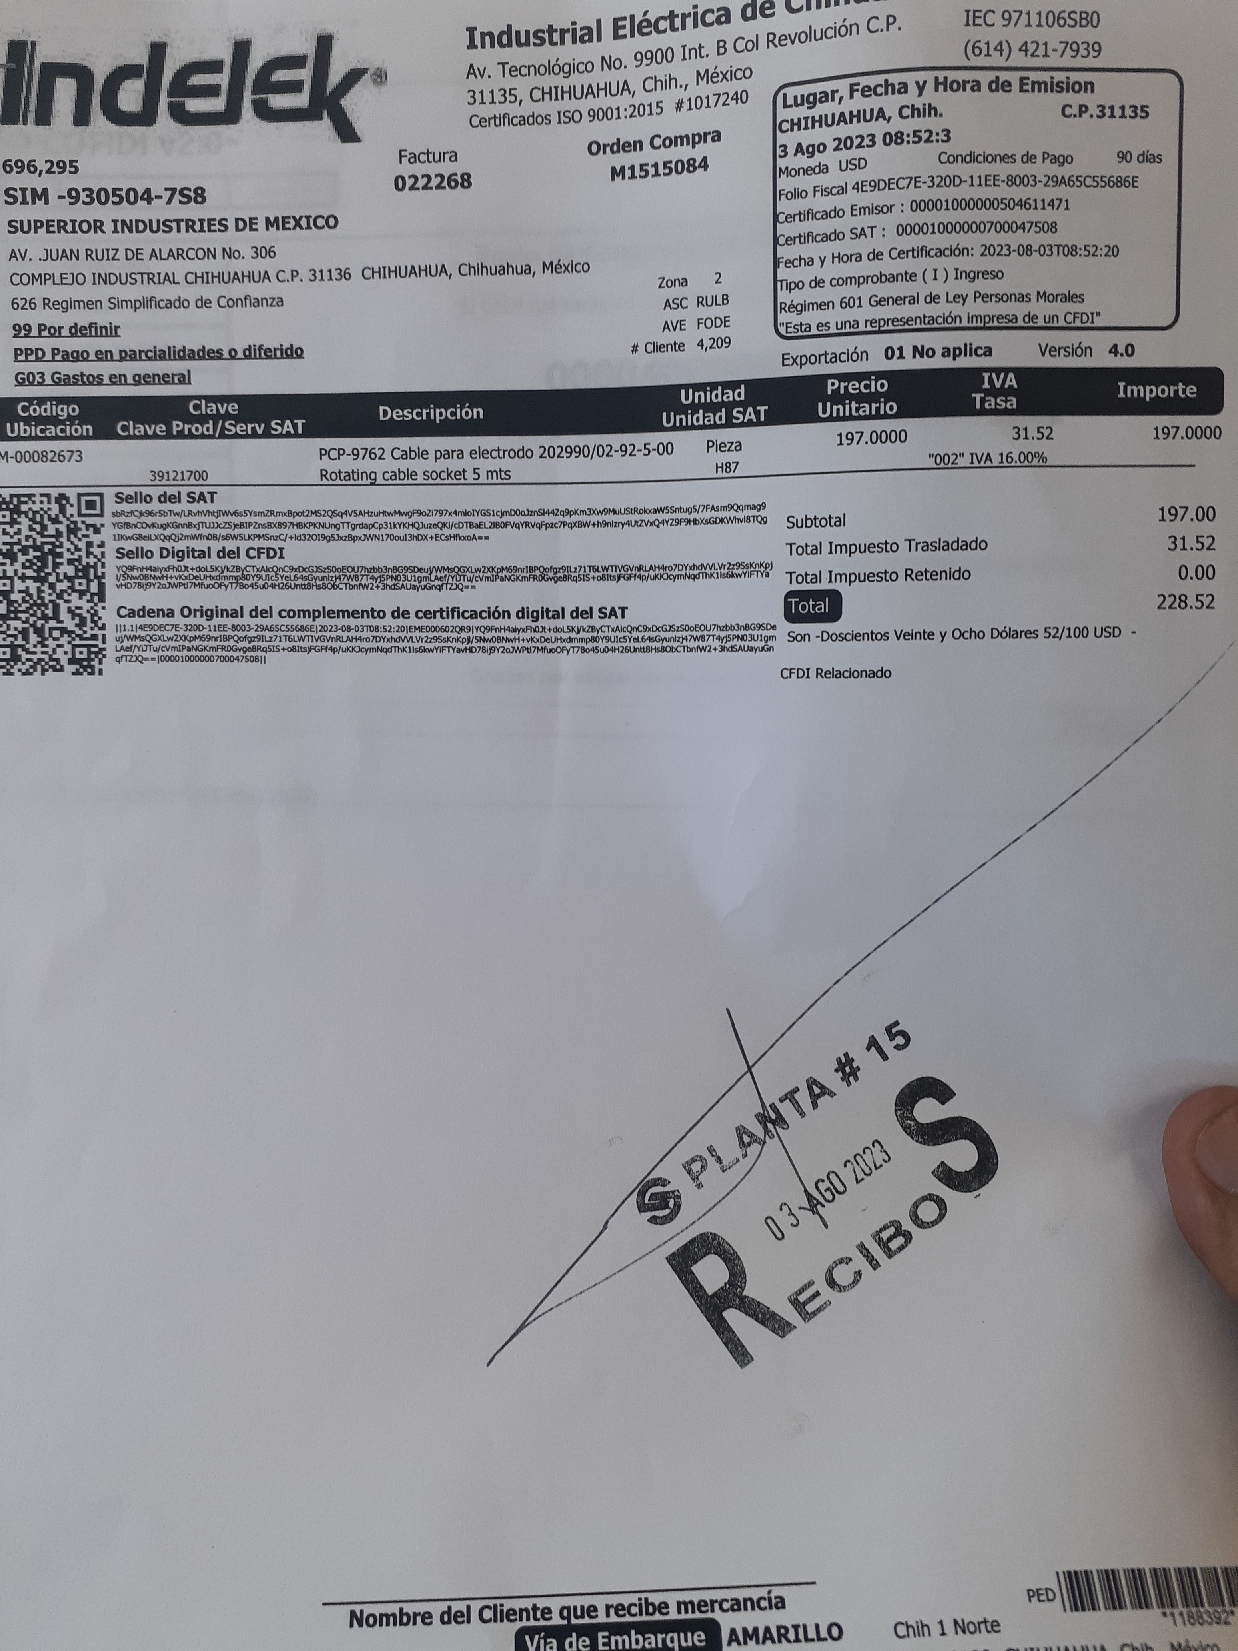 Indelek®
Industrial Eléctrica de
Av. Tecnológico No. 9900 Int. B Col Revolución C.P.
31135, CHIHUAHUA, Chih., México
Certificados ISO 9001:2015 #1017240
IEC 971106SB0
(614) 421-7939
Lugar, Fecha y Hora de Emision
CHIHUAHUA, Chih. C.P.31135
3 Ago 2023 08:52:3
Moneda USD Condiciones de Pago 90 días
Folio Fiscal 4E9DEC7E-320D-11EE-8003-29A65C55686E
Certificado Emisor : 00001000000504611471
Certificado SAT : 00001000000700047508
Fecha y Hora de Certificación: 2023-08-03T08:52:20
Tipo de comprobante ( I ) Ingreso
Régimen 601 General de Ley Personas Morales
"Esta es una representación impresa de un CFDI"
Exportación 01 No aplica Versión 4.0
696,295
Factura
022268
Orden Compra
M1515084
SIM -930504-7S8
SUPERIOR INDUSTRIES DE MEXICO
AV. .JUAN RUIZ DE ALARCON No. 306
COMPLEJO INDUSTRIAL CHIHUAHUA C.P. 31136 CHIHUAHUA, Chihuahua, México
626 Regimen Simplificado de Confianza
99 Por definir
PPD Pago en parcialidades o diferido
G03 Gastos en general
Zona 2
ASC RULB
AVE FODE
# Cliente 4,209
Código Clave Descripción Unidad Precio IVA Importe
Ubicación Clave Prod/Serv SAT Unidad SAT Unitario Tasa
M-00082673 PCP-9762 Cable para electrodo 202990/02-92-5-00 Pieza 197.0000 31.52 197.0000
39121700 Rotating cable socket 5 mts H87 "002" IVA 16.00%
Sello del SAT
Sello Digital del CFDI
Cadena Original del complemento de certificación digital del SAT
Subtotal 197.00
Total Impuesto Trasladado 31.52
Total Impuesto Retenido 0.00
Total 228.52
Son -Doscientos Veinte y Ocho Dólares 52/100 USD -
CFDI Relacionado
PLANTA # 15
03 AGO 2023
RECIBOS
Nombre del Cliente que recibe mercancía
Vía de Embarque AMARILLO
Chih 1 Norte
PED
*1188392*